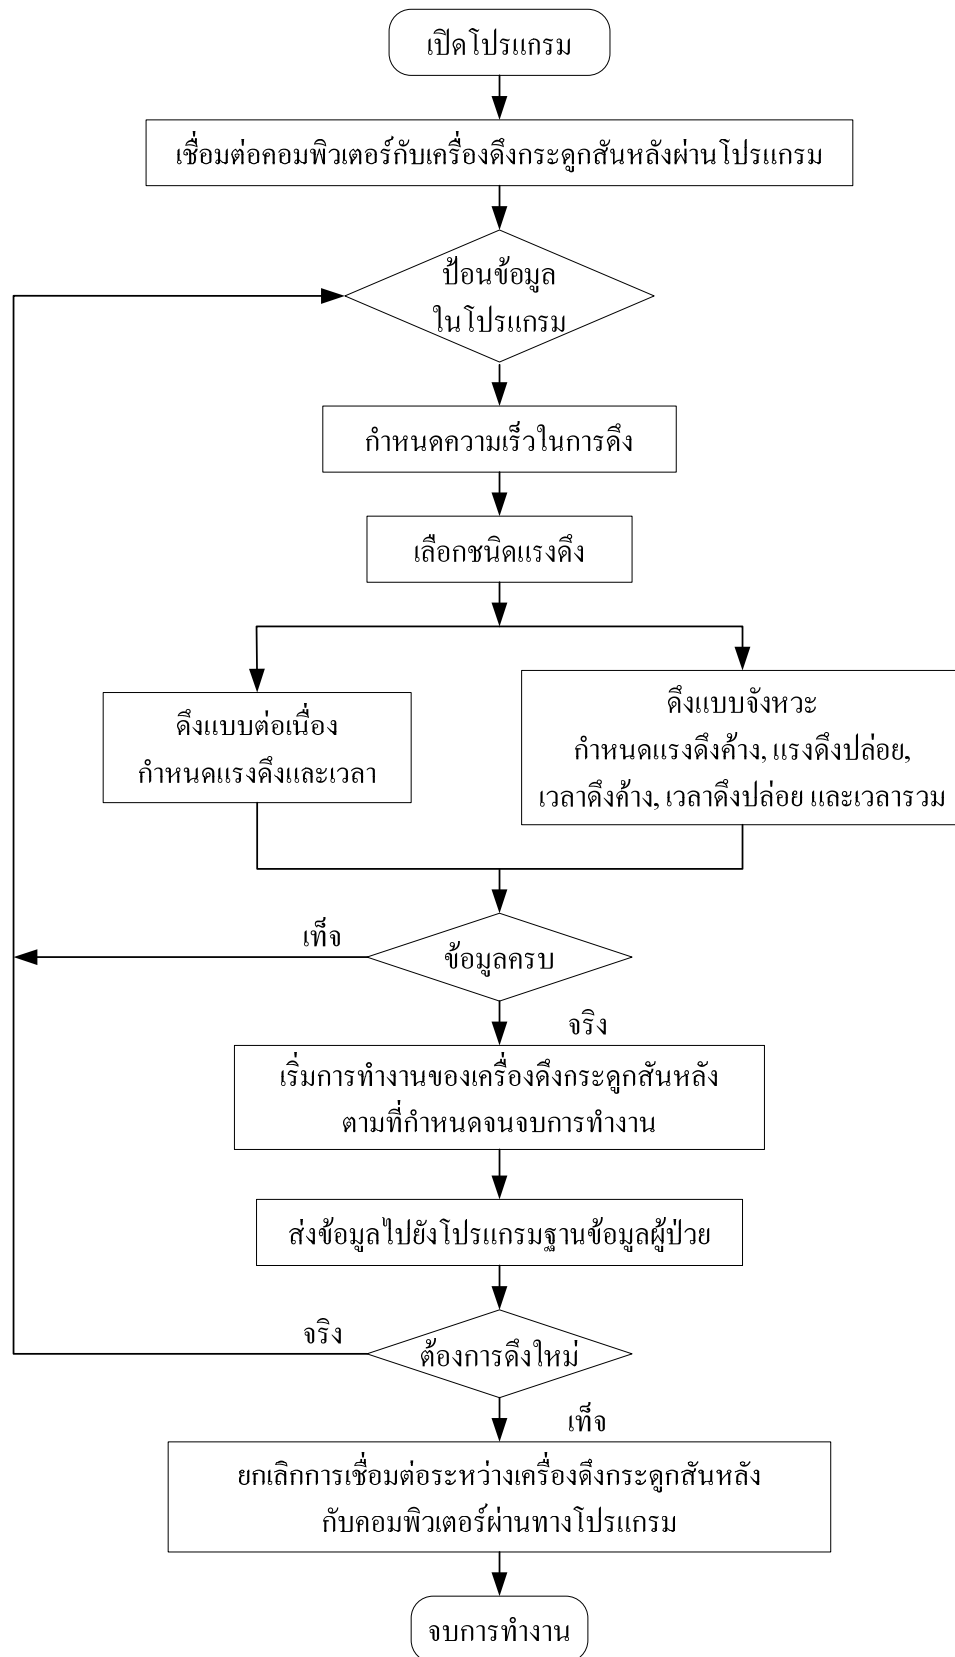 เปิดโปรแกรม
เชื่อมต่อคอมพิวเตอร์กับเครื่องดึงกระดูกสันหลังผ่านโปรแกรม
ป้อนข้อมูล
ในโปรแกรม
กำหนดความเร็วในการดึง
เลือกชนิดแรงดึง
ดึงแบบต่อเนื่อง
กำหนดแรงดึงและเวลา
ดึงแบบจังหวะ
กำหนดแรงดึงค้าง, แรงดึงปล่อย,
เวลาดึงค้าง, เวลาดึงปล่อย และเวลารวม
เท็จ
ข้อมูลครบ
จริง
เริ่มการทำงานของเครื่องดึงกระดูกสันหลัง
ตามที่กำหนดจนจบการทำงาน
ส่งข้อมูลไปยังโปรแกรมฐานข้อมูลผู้ป่วย
จริง
ต้องการดึงใหม่
เท็จ
ยกเลิกการเชื่อมต่อระหว่างเครื่องดึงกระดูกสันหลัง
กับคอมพิวเตอร์ผ่านทางโปรแกรม
จบการทำงาน